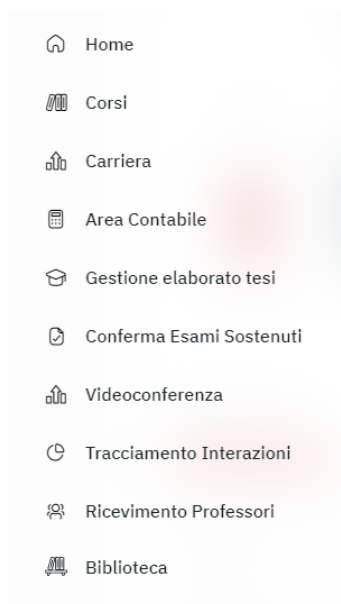 Home
Corsi
Carriera
Area Contabile
Gestione elaborato tesi
Conferma Esami Sostenuti
Videoconferenza
Tracciamento Interazioni
Ricevimento Professori
Biblioteca